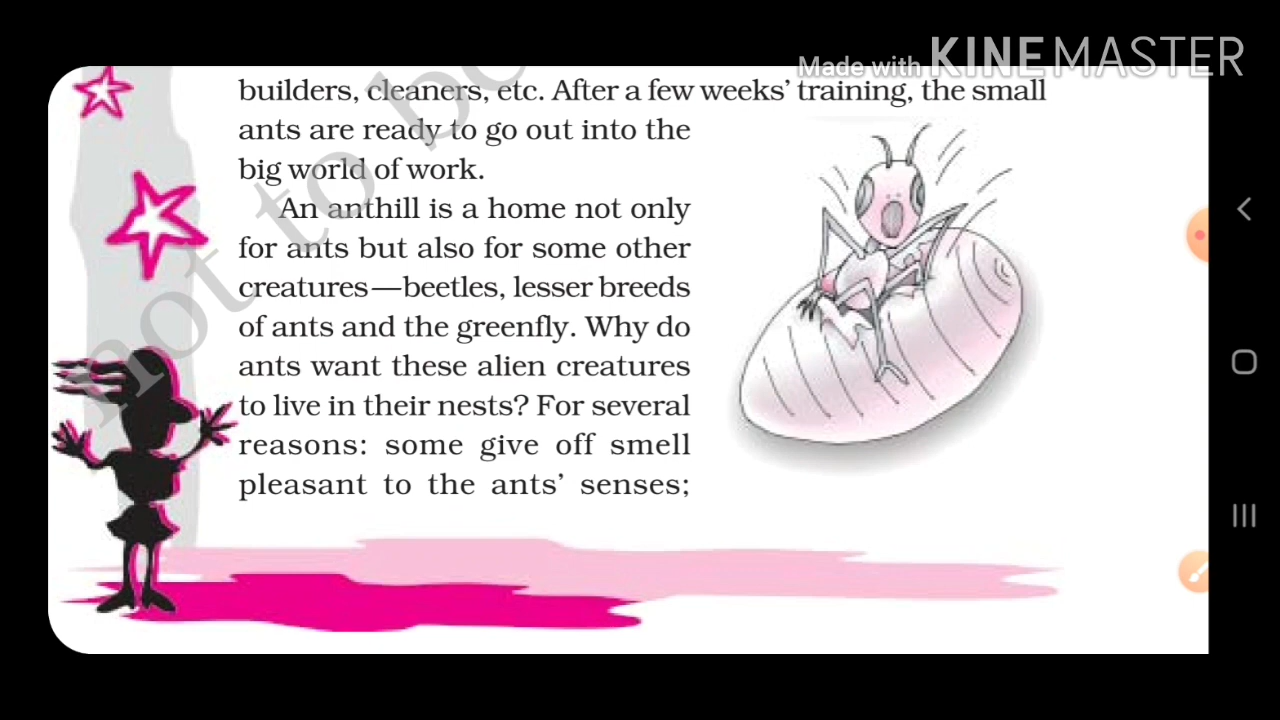 Made with KINEMASTER
builders, cleaners, etc. After a few weeks’ training, the small
ants are ready to go out into the
big world of work.
An anthill is a home not only
for ants but also for some other
creatures—beetles, lesser breeds
of ants and the greenfly. Why do
ants want these alien creatures
to live in their nests? For several
reasons: some give off smell
pleasant to the ants’ senses;
not to be